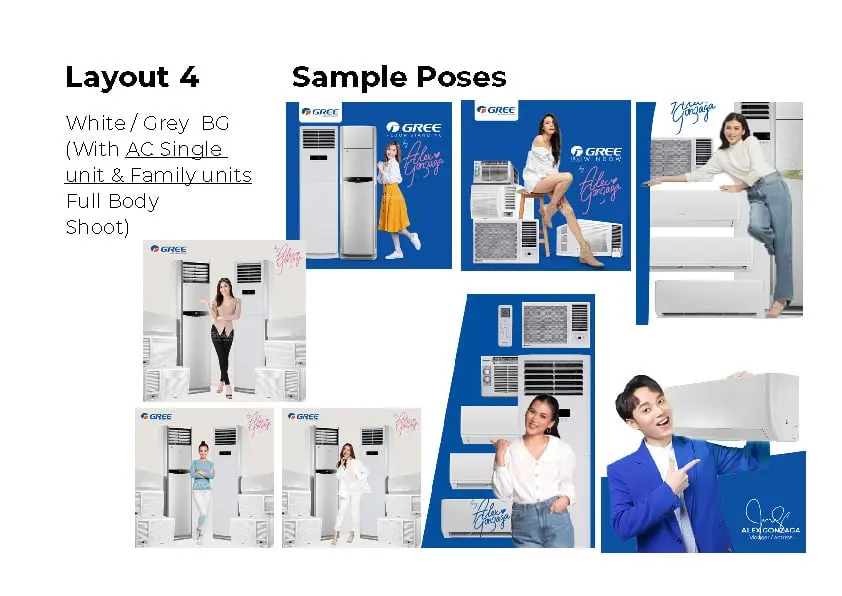 Layout 4
Sample Poses
White / Grey BG
(With AC Single
unit & Family units
Full Body
Shoot)
GREE
GREE
FLOOR STANDING
by
Alex
Gonzaga
GREE
GREE
WINDOW
by
Alex
Gonzaga
Alex
Gonzaga
GREE
by
Alex
Gonzaga
GREE
Alex
Gonzaga
GREE
Alex
Gonzaga
by
Alex
Gonzaga
ALEX GONZAGA
Vlogger / Actress